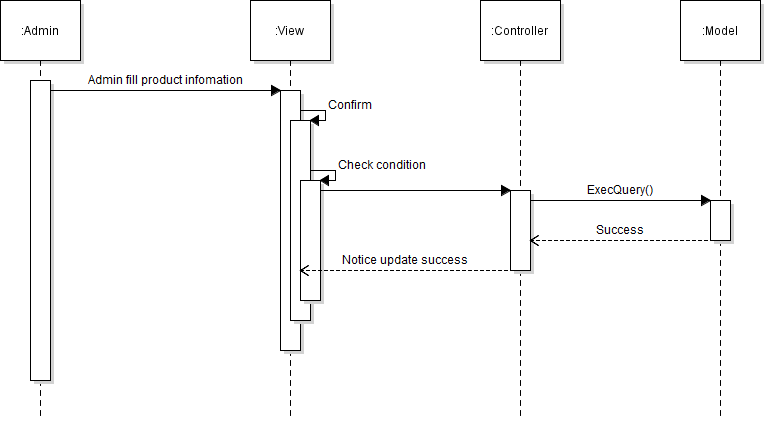 :Admin
:View
:Controller
:Model
Admin fill product infomation
Confirm
Check condition
ExecQuery()
Success
Notice update success